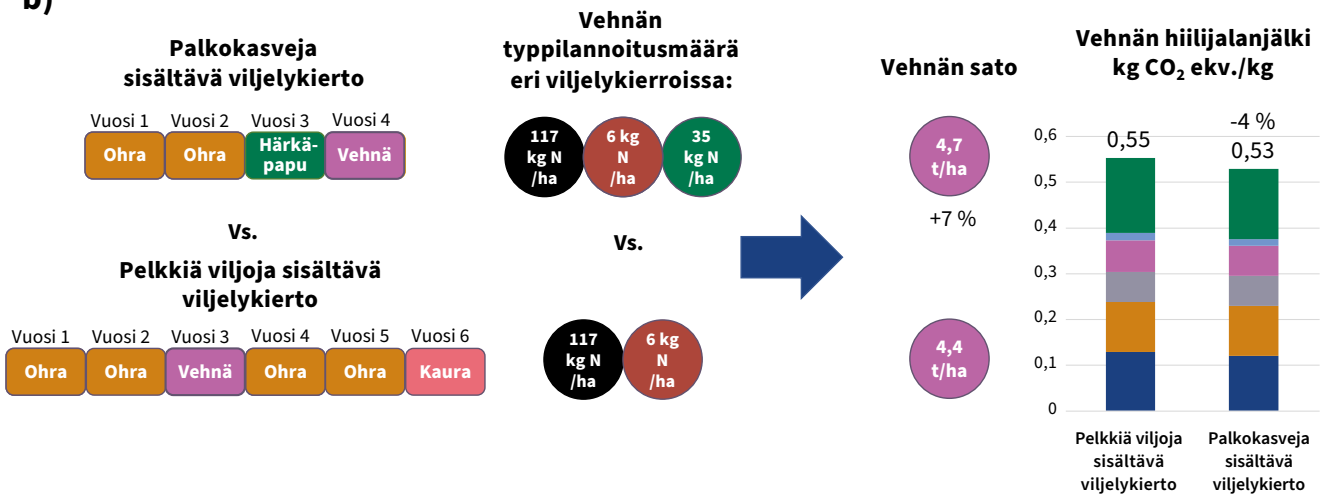 b)
Palkokasveja
sisältävä viljelykierto
Vuosi 1 Vuosi 2 Vuosi 3 Vuosi 4
Ohra Ohra Härkä-
papu Vehnä
Vs.
Pelkkiä viljoja sisältävä
viljelykierto
Vuosi 1 Vuosi 2 Vuosi 3 Vuosi 4 Vuosi 5 Vuosi 6
Ohra Ohra Vehnä Ohra Ohra Kaura
Vehnän
typpilannoitusmäärä
eri viljelykierroissa:
117
kg N
/ha
6 kg
N
/ha
35
kg N
/ha
Vs.
117
kg N
/ha
6 kg
N
/ha
Vehnän sato
4,7
t/ha
+7 %
4,4
t/ha
Vehnän hiilijalanjälki
kg CO₂ ekv./kg
0,6
0,5
0,4
0,3
0,2
0,1
0
0,55
-4 %
0,53
Pelkkiä viljoja
sisältävä
viljelykierto
Palkokasveja
sisältävä
viljelykierto